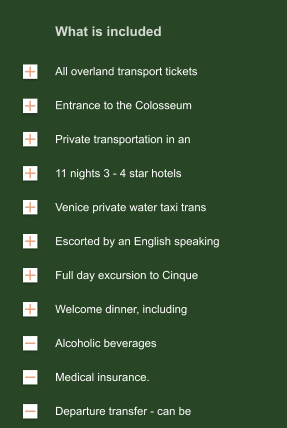 What is included
All overland transport tickets
Entrance to the Colosseum
Private transportation in an
11 nights 3 - 4 star hotels
Venice private water taxi trans
Escorted by an English speaking
Full day excursion to Cinque
Welcome dinner, including
Alcoholic beverages
Medical insurance.
Departure transfer - can be